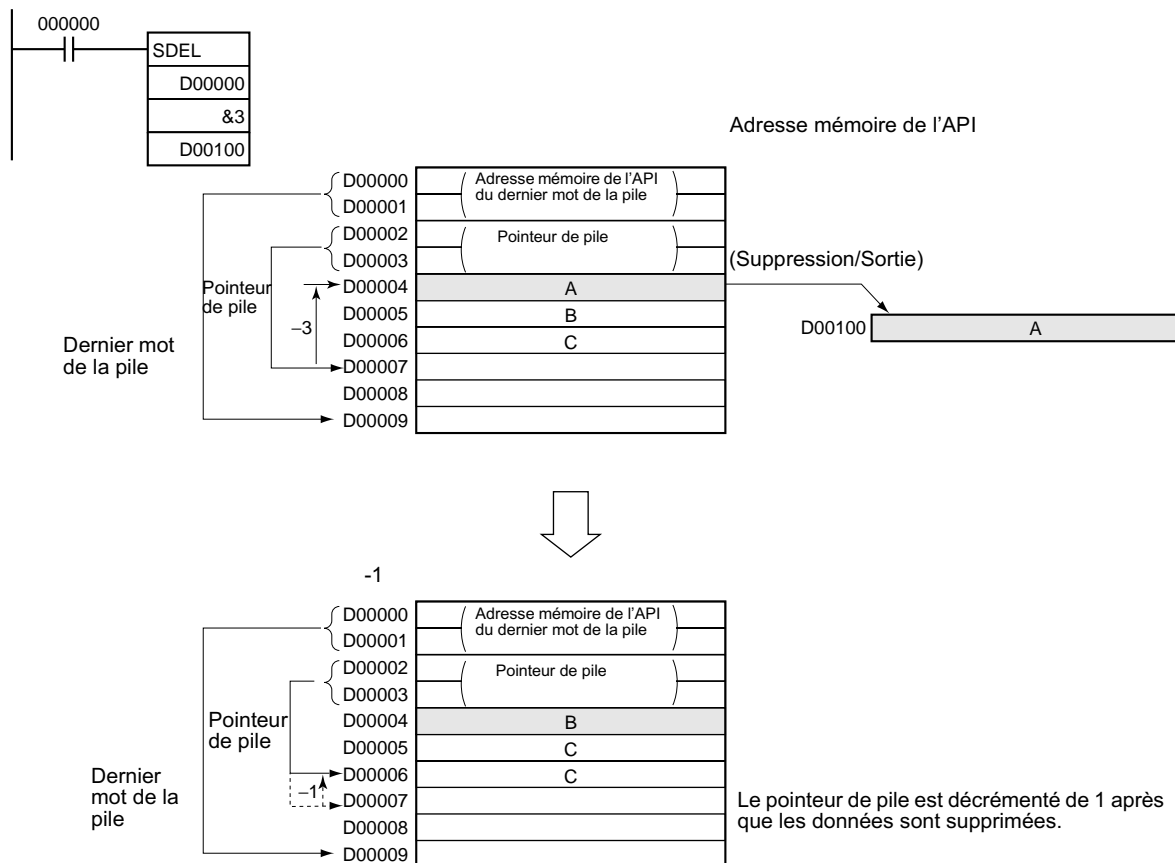 000000
SDEL
D00000
&3
D00100
Adresse mémoire de l'API
D00000
D00001
D00002
D00003
D00004
D00005
D00006
D00007
D00008
D00009
Adresse mémoire de l'API
du dernier mot de la pile
Pointeur de pile
A
B
C
Pointeur
de pile
–3
Dernier mot
de la pile
(Suppression/Sortie)
D00100
A
-1
D00000
D00001
D00002
D00003
D00004
D00005
D00006
D00007
D00008
D00009
Adresse mémoire de l'API
du dernier mot de la pile
Pointeur de pile
B
C
C
Pointeur
de pile
–1
Dernier
mot de la
pile
Le pointeur de pile est décrémenté de 1 après
que les données sont supprimées.